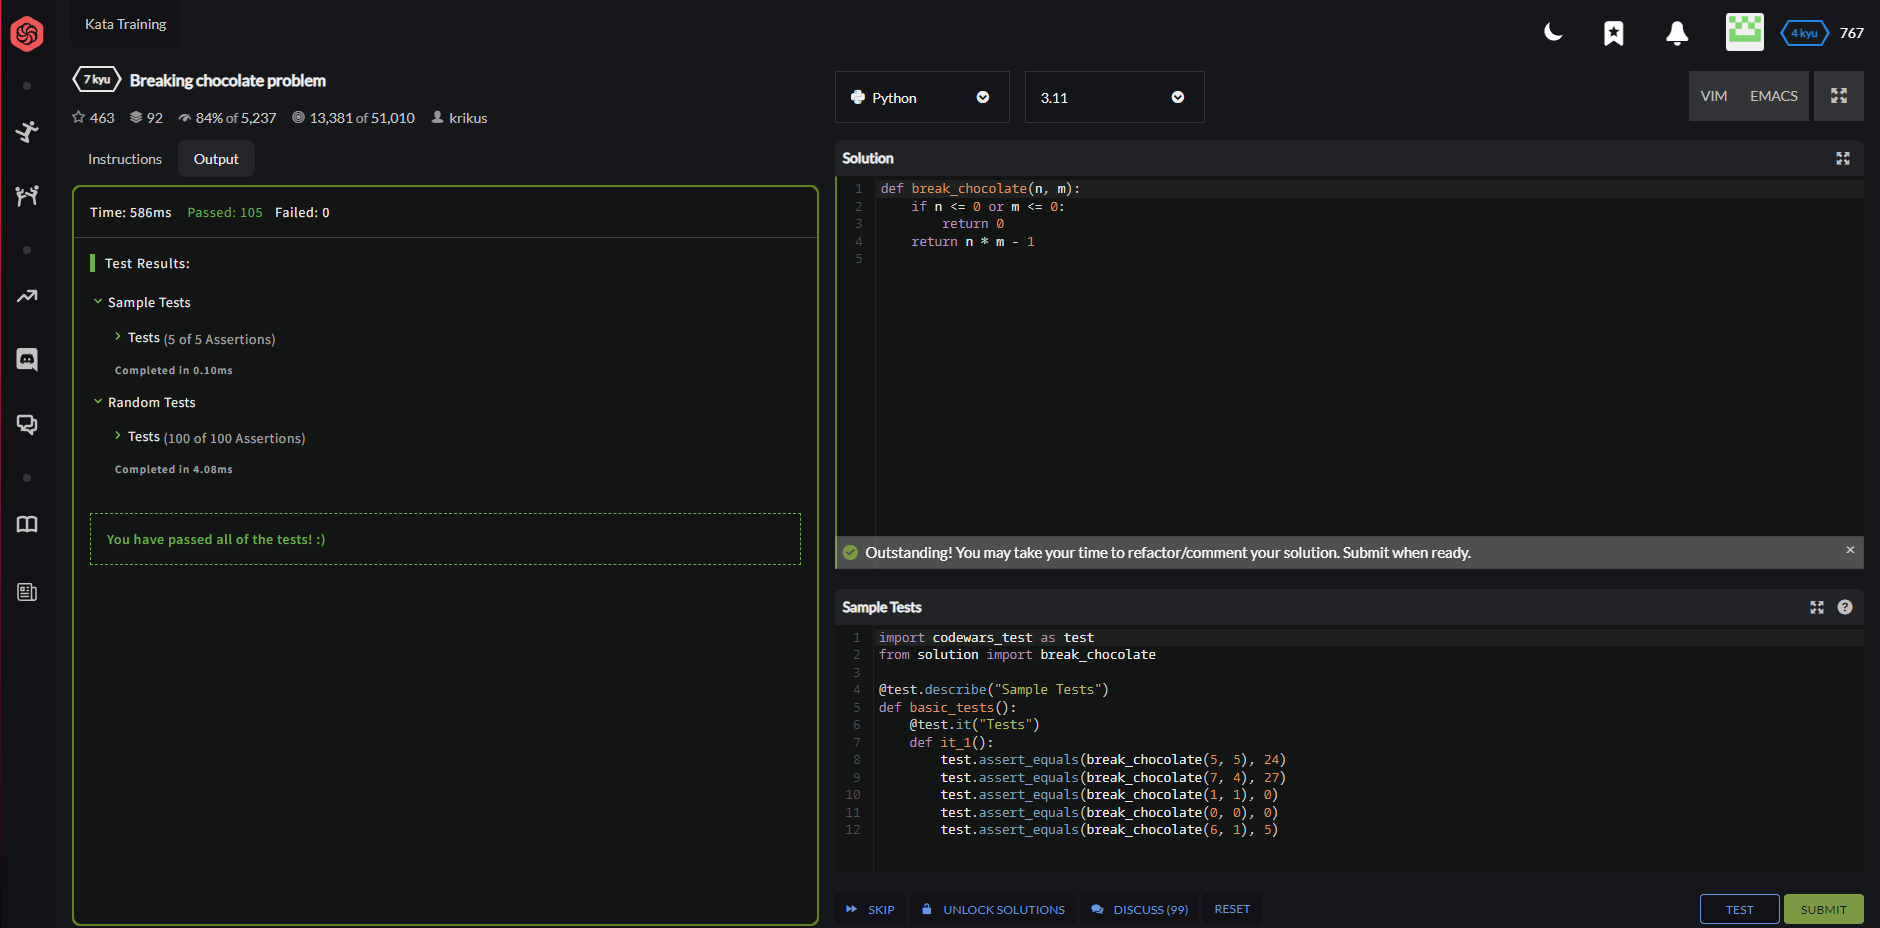 Kata Training
4 kyu 767
7 kyu Breaking chocolate problem
463 92 84% of 5,237 13,381 of 51,010 krikus
Instructions Output
Time: 586ms Passed: 105 Failed: 0
Test Results:
Sample Tests
Tests (5 of 5 Assertions)
Completed in 0.10ms
Random Tests
Tests (100 of 100 Assertions)
Completed in 4.08ms
You have passed all of the tests! :)
Python 3.11 VIM EMACS
Solution
1 def break_chocolate(n, m):
2     if n <= 0 or m <= 0:
3         return 0
4     return n * m - 1
5
Outstanding! You may take your time to refactor/comment your solution. Submit when ready. ×
Sample Tests ?
1 import codewars_test as test
2 from solution import break_chocolate
3
4 @test.describe("Sample Tests")
5 def basic_tests():
6     @test.it("Tests")
7     def it_1():
8         test.assert_equals(break_chocolate(5, 5), 24)
9         test.assert_equals(break_chocolate(7, 4), 27)
10         test.assert_equals(break_chocolate(1, 1), 0)
11         test.assert_equals(break_chocolate(0, 0), 0)
12         test.assert_equals(break_chocolate(6, 1), 5)
SKIP UNLOCK SOLUTIONS DISCUSS (99) RESET TEST SUBMIT